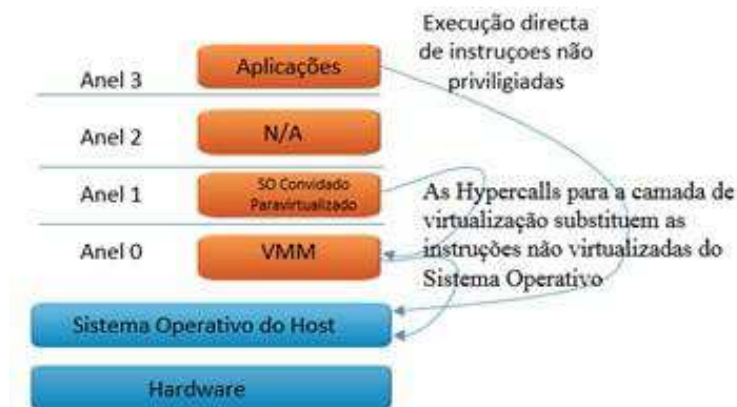 Execução directa
de instruçoes não
priviligiadas
Anel 3
Aplicações
Anel 2
N/A
Anel 1
SO Convidado
Paravirtualizado
As Hypercalls para a camada de
virtualização substituem as
instruções não virtualizadas do
Sistema Operativo
Anel 0
VMM
Sistema Operativo do Host
Hardware